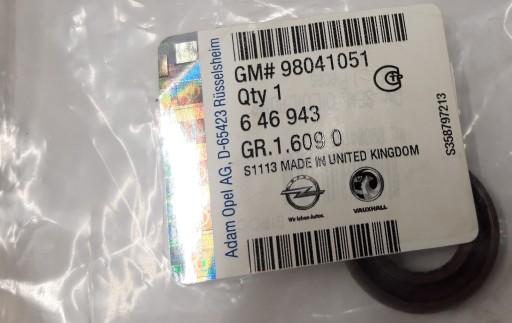 GM# 98041051
Qty 1
6 46 943
GR.1.609 0
S1113 MADE IN UNITED KINGDOM
Wir leben Autos.
VAUXHALL
Adam Opel AG, D-65423 Rüsselsheim
S358797213